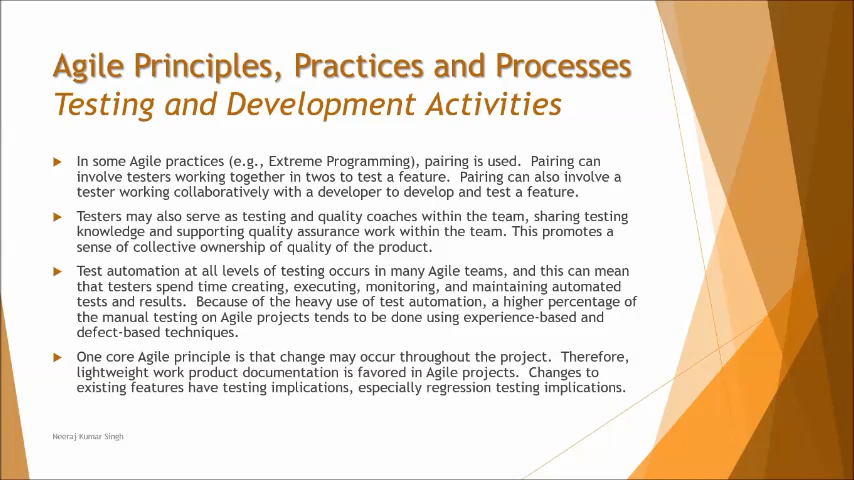 Agile Principles, Practices and Processes
Testing and Development Activities
In some Agile practices (e.g., Extreme Programming), pairing is used. Pairing can
involve testers working together in twos to test a feature. Pairing can also involve a
tester working collaboratively with a developer to develop and test a feature.
Testers may also serve as testing and quality coaches within the team, sharing testing
knowledge and supporting quality assurance work within the team. This promotes a
sense of collective ownership of quality of the product.
Test automation at all levels of testing occurs in many Agile teams, and this can mean
that testers spend time creating, executing, monitoring, and maintaining automated
tests and results. Because of the heavy use of test automation, a higher percentage of
the manual testing on Agile projects tends to be done using experience-based and
defect-based techniques.
One core Agile principle is that change may occur throughout the project. Therefore,
lightweight work product documentation is favored in Agile projects. Changes to
existing features have testing implications, especially regression testing implications.
Neeraj Kumar Singh